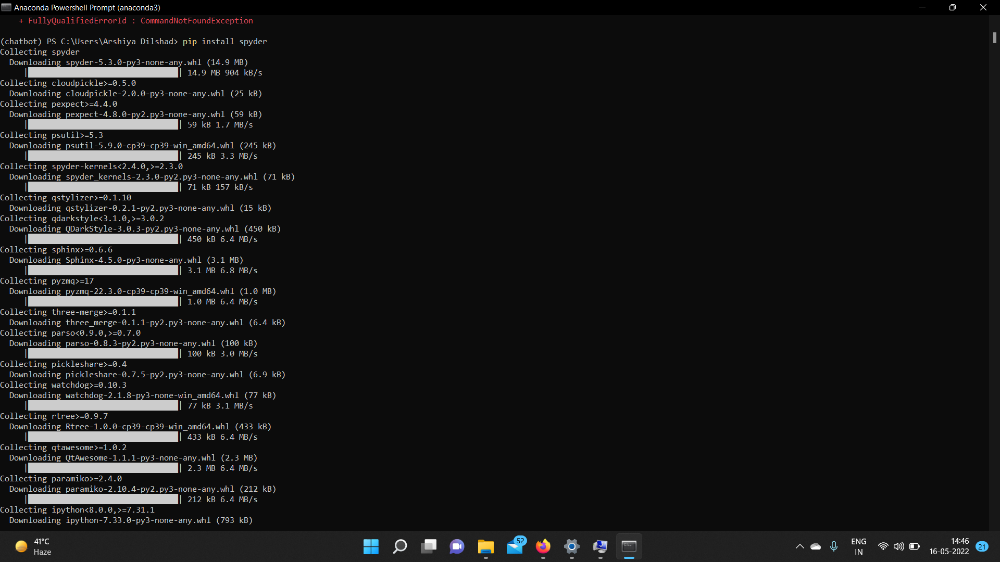 Anaconda Powershell Prompt (anaconda3)
+ FullyQualifiedErrorId : CommandNotFoundException
(chatbot) PS C:\Users\Arshiya Dilshad> pip install spyder
Collecting spyder
Downloading spyder-5.3.0-py3-none-any.whl (14.9 MB)
| 14.9 MB 904 kB/s
Collecting cloudpickle>=0.5.0
Downloading cloudpickle-2.0.0-py3-none-any.whl (25 kB)
Collecting pexpect>=4.4.0
Downloading pexpect-4.8.0-py2.py3-none-any.whl (59 kB)
| 59 kB 1.7 MB/s
Collecting psutil>=5.3
Downloading psutil-5.9.0-cp39-cp39-win_amd64.whl (245 kB)
| 245 kB 3.3 MB/s
Collecting spyder-kernels<2.4.0,>=2.3.0
Downloading spyder_kernels-2.3.0-py2.py3-none-any.whl (71 kB)
| 71 kB 157 kB/s
Collecting qstylizer>=0.1.10
Downloading qstylizer-0.2.1-py2.py3-none-any.whl (15 kB)
Collecting qdarkstyle<3.1.0,>=3.0.2
Downloading QDarkStyle-3.0.3-py2.py3-none-any.whl (450 kB)
| 450 kB 6.4 MB/s
Collecting sphinx>=0.6.6
Downloading Sphinx-4.5.0-py3-none-any.whl (3.1 MB)
| 3.1 MB 6.8 MB/s
Collecting pyzmq>=17
Downloading pyzmq-22.3.0-cp39-cp39-win_amd64.whl (1.0 MB)
| 1.0 MB 6.4 MB/s
Collecting three-merge>=0.1.1
Downloading three_merge-0.1.1-py2.py3-none-any.whl (6.4 kB)
Collecting parso<0.9.0,>=0.7.0
Downloading parso-0.8.3-py2.py3-none-any.whl (100 kB)
| 100 kB 3.0 MB/s
Collecting pickleshare>=0.4
Downloading pickleshare-0.7.5-py2.py3-none-any.whl (6.9 kB)
Collecting watchdog>=0.10.3
Downloading watchdog-2.1.8-py3-none-win_amd64.whl (77 kB)
| 77 kB 3.1 MB/s
Collecting rtree>=0.9.7
Downloading Rtree-1.0.0-cp39-cp39-win_amd64.whl (433 kB)
| 433 kB 6.4 MB/s
Collecting qtawesome>=1.0.2
Downloading QtAwesome-1.1.1-py3-none-any.whl (2.3 MB)
| 2.3 MB 6.4 MB/s
Collecting paramiko>=2.4.0
Downloading paramiko-2.10.4-py2.py3-none-any.whl (212 kB)
| 212 kB 6.4 MB/s
Collecting ipython<8.0.0,>=7.31.1
Downloading ipython-7.33.0-py3-none-any.whl (793 kB)
41°C
Haze
52
ENG
IN
14:46
16-05-2022
21